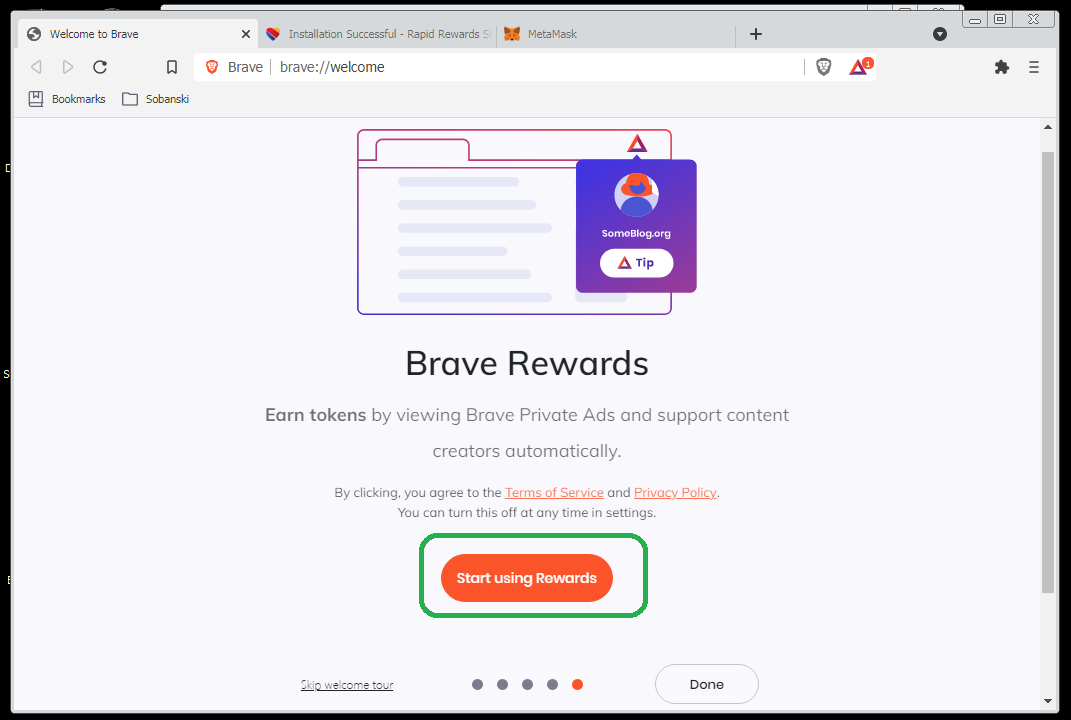 Welcome to Brave
Installation Successful - Rapid Rewards
MetaMask
Brave
brave://welcome
1
Bookmarks
Sobanski
SomeBlog.org
Tip
Brave Rewards
Earn tokens by viewing Brave Private Ads and support content
creators automatically.
By clicking, you agree to the Terms of Service and Privacy Policy.
You can turn this off at any time in settings.
Start using Rewards
Skip welcome tour
Done